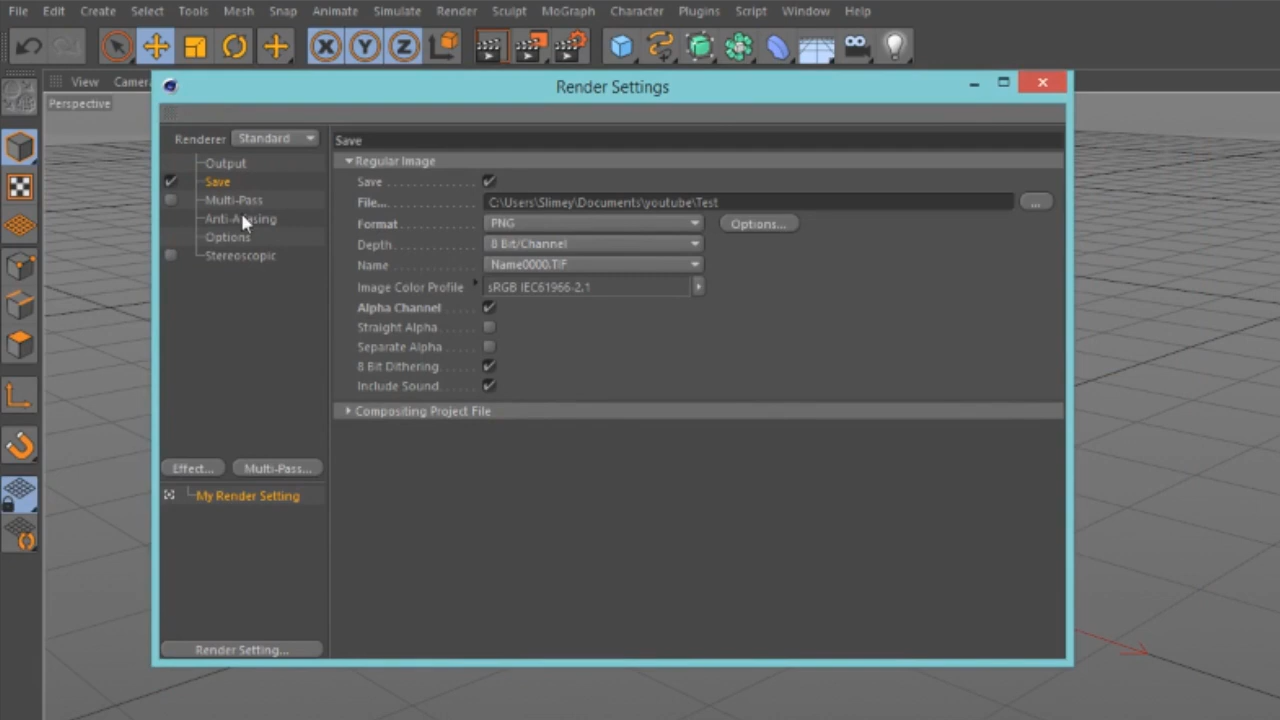 File Edit Create Select Tools Mesh Snap Animate Simulate Render Sculpt MoGraph Character Plugins Script Window Help
X Y Z
View Camera
Perspective
Render Settings
Renderer Standard
Output
Save
Multi-Pass
Anti-Aliasing
Options
Stereoscopic
Effect... Multi-Pass...
My Render Setting
Render Setting...
Save
Regular Image
Save
File... C:\Users\Slimey\Documents\youtube\Test ...
Format PNG Options...
Depth 8 Bit/Channel
Name Name0000.TIF
Image Color Profile sRGB IEC61966-2.1
Alpha Channel
Straight Alpha
Separate Alpha
8 Bit Dithering
Include Sound
Compositing Project File